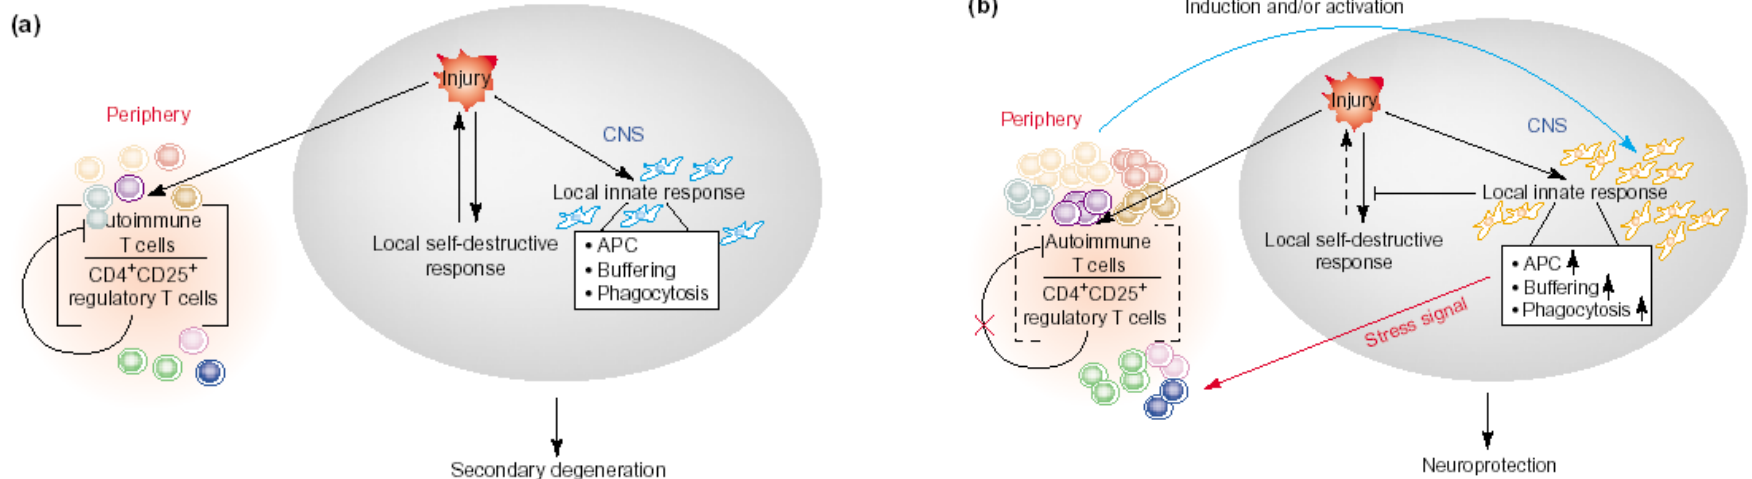 (a)
Injury
Periphery
CNS
Local innate response
Autoimmune
T cells
CD4+CD25+
regulatory T cells
Local self-destructive
response
• APC
• Buffering
• Phagocytosis
Secondary degeneration
(b)
Induction and/or activation
Injury
Periphery
CNS
Local innate response
Autoimmune
T cells
CD4+CD25+
regulatory T cells
Local self-destructive
response
• APC
• Buffering
• Phagocytosis
Stress signal
Neuroprotection